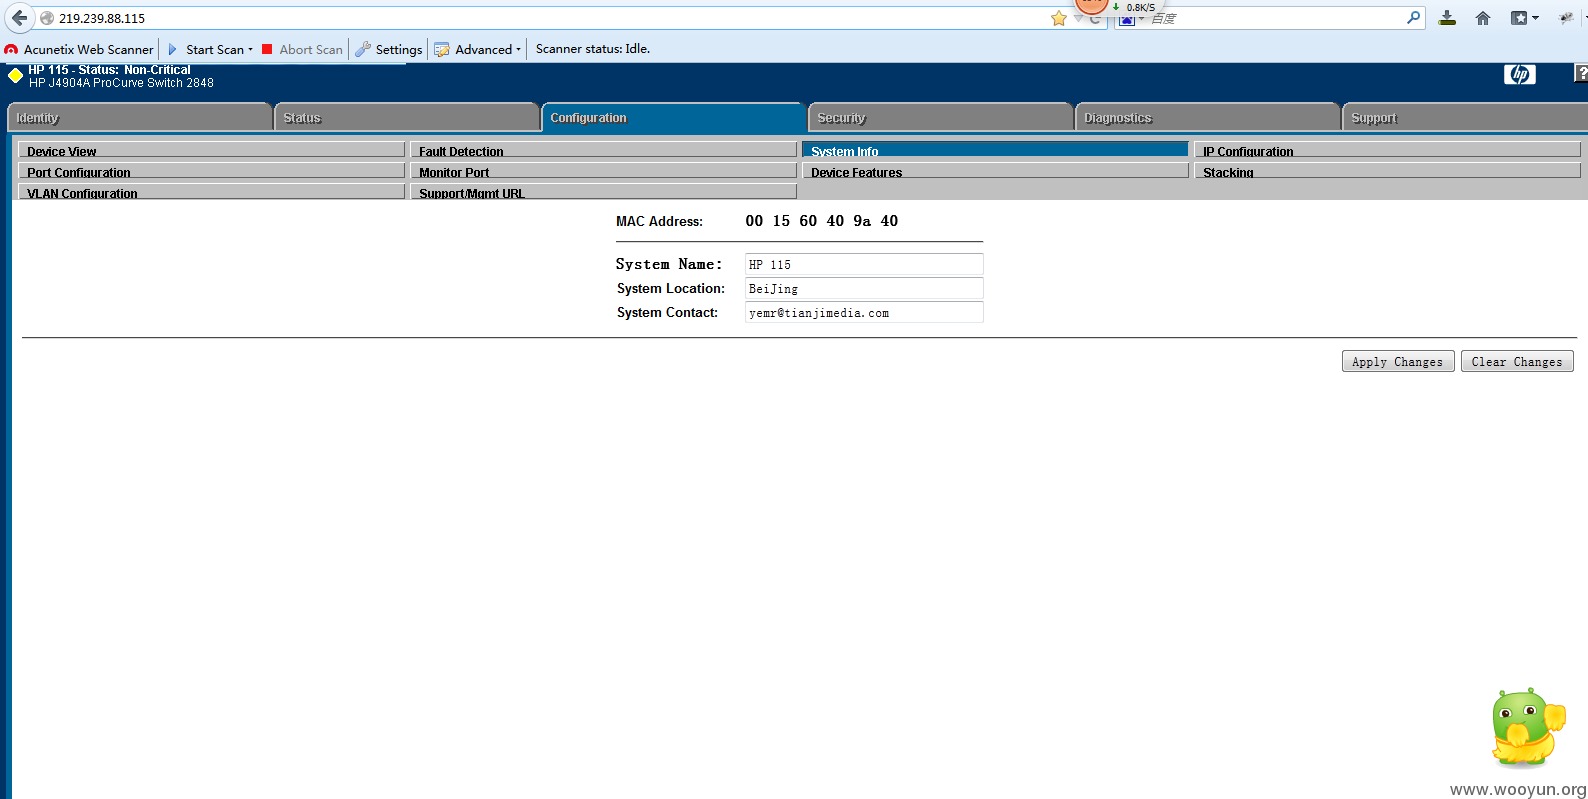 219.239.88.115
0.8K/S
百度
Acunetix Web Scanner Start Scan Abort Scan Settings Advanced Scanner status: Idle.
HP 115 - Status: Non-Critical
HP J4904A ProCurve Switch 2848
hp
?
Identity Status Configuration Security Diagnostics Support
Device View Fault Detection System Info IP Configuration
Port Configuration Monitor Port Device Features Stacking
VLAN Configuration Support/Mgmt URL
MAC Address: 00 15 60 40 9a 40
System Name: HP 115
System Location: BeiJing
System Contact: yemr@tianjimedia.com
Apply Changes Clear Changes
www.wooyun.org